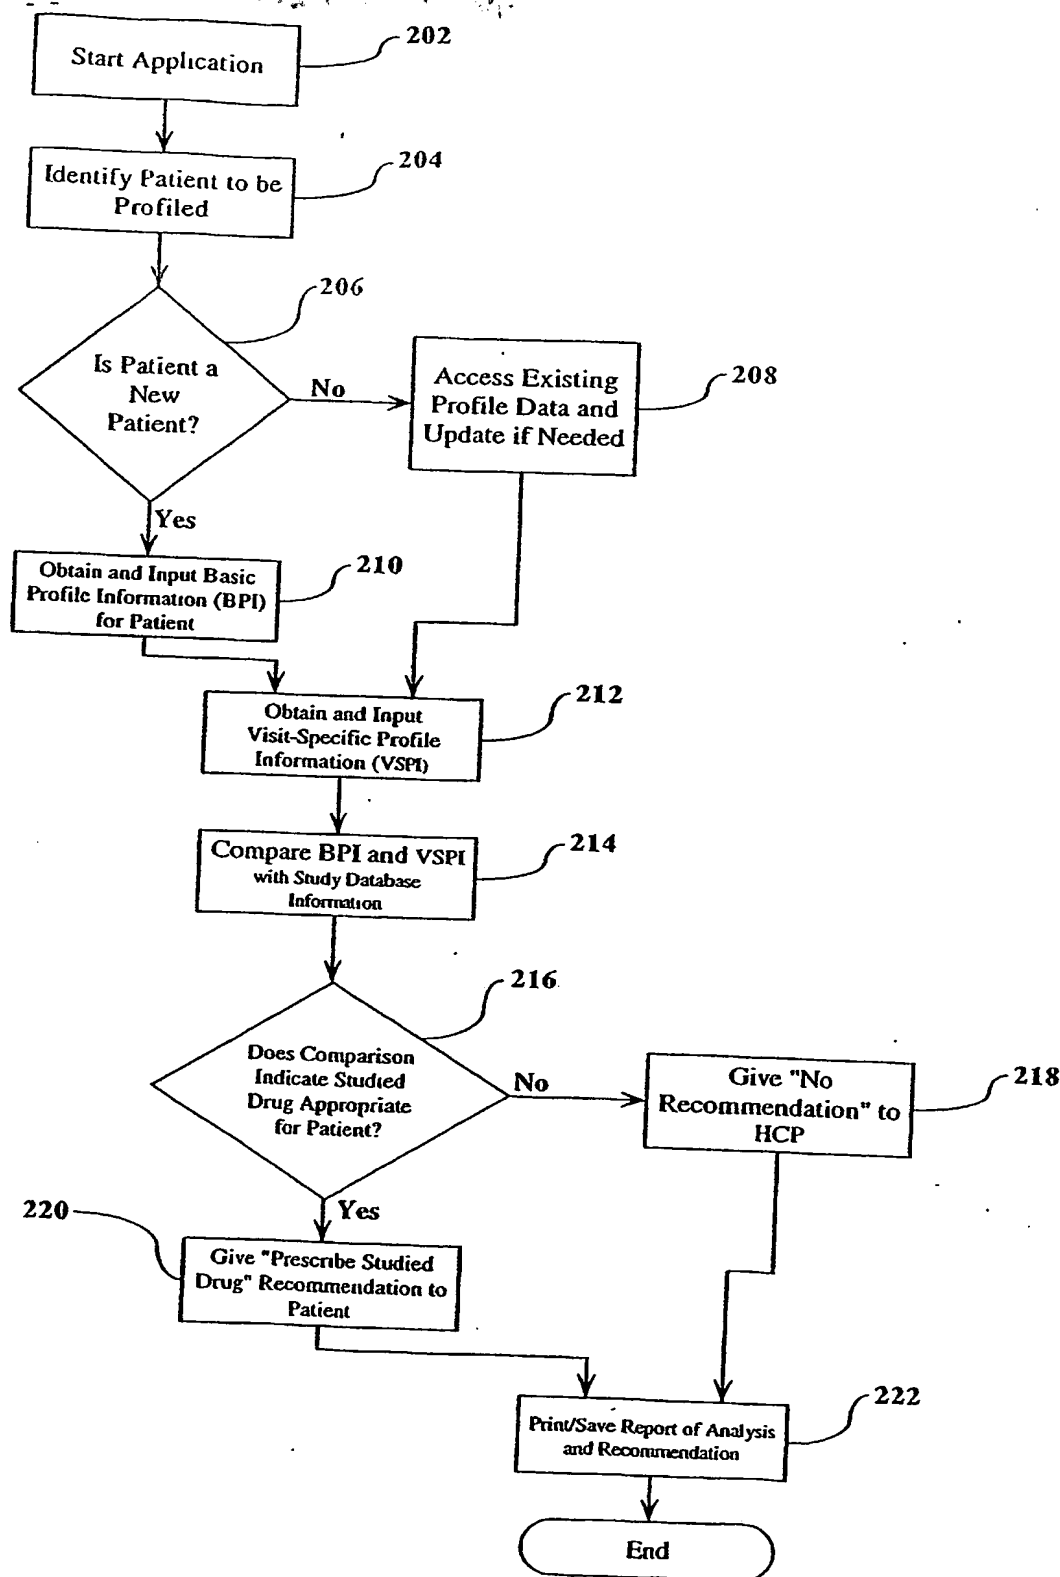 202
Start Application
204
Identify Patient to be
Profiled
206
Is Patient a
New
Patient?
No
Access Existing
Profile Data and
Update if Needed
208
Yes
Obtain and Input Basic
Profile Information (BPI)
for Patient
210
Obtain and Input
Visit-Specific Profile
Information (VSPI)
212
Compare BPI and VSPI
with Study Database
Information
214
216
Does Comparison
Indicate Studied
Drug Appropriate
for Patient?
No
Give "No
Recommendation" to
HCP
218
Yes
220
Give "Prescribe Studied
Drug" Recommendation to
Patient
222
Print/Save Report of Analysis
and Recommendation
End